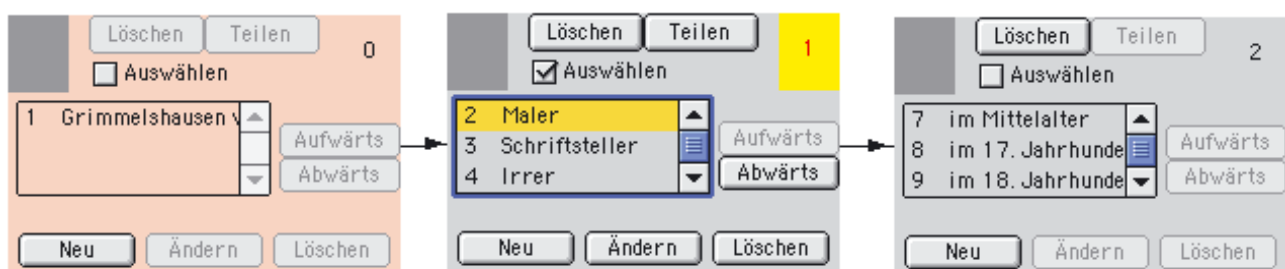 Löschen Teilen 0
Auswählen
1 Grimmelshausen
Aufwärts
Abwärts
Neu Ändern Löschen
Löschen Teilen 1
Auswählen
2 Maler
3 Schriftsteller
4 Irrer
Aufwärts
Abwärts
Neu Ändern Löschen
Löschen Teilen 2
Auswählen
7 im Mittelalter
8 im 17. Jahrhunde
9 im 18. Jahrhunde
Aufwärts
Abwärts
Neu Ändern Löschen